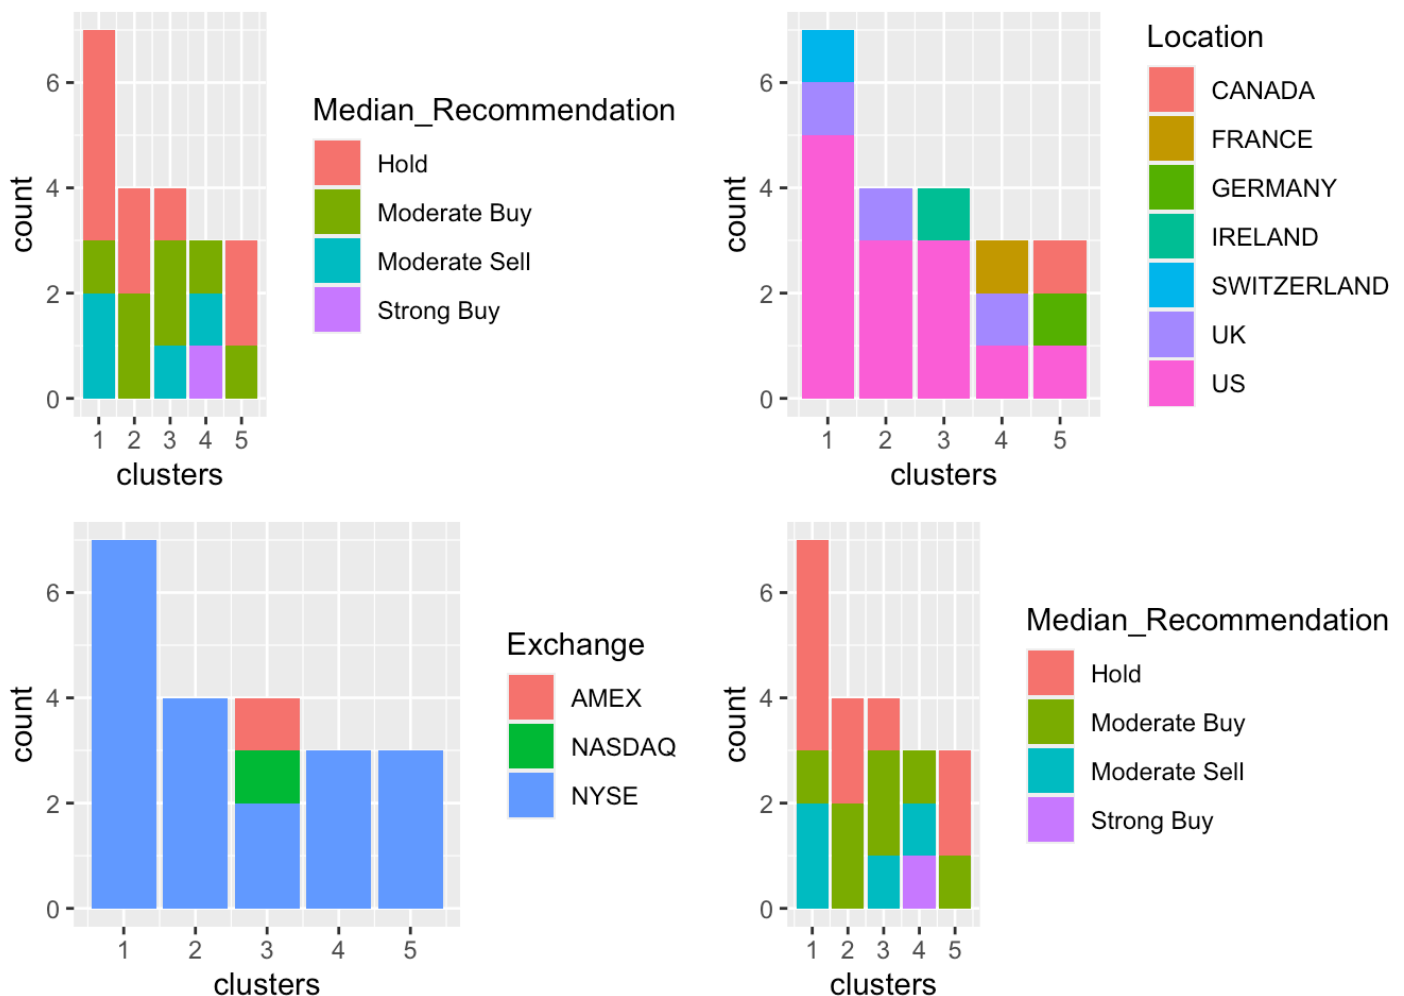 count
6
4
2
0
1 2 3 4 5
clusters
Median_Recommendation
Hold
Moderate Buy
Moderate Sell
Strong Buy
count
6
4
2
0
1 2 3 4 5
clusters
Location
CANADA
FRANCE
GERMANY
IRELAND
SWITZERLAND
UK
US
count
6
4
2
0
1 2 3 4 5
clusters
Exchange
AMEX
NASDAQ
NYSE
count
6
4
2
0
1 2 3 4 5
clusters
Median_Recommendation
Hold
Moderate Buy
Moderate Sell
Strong Buy